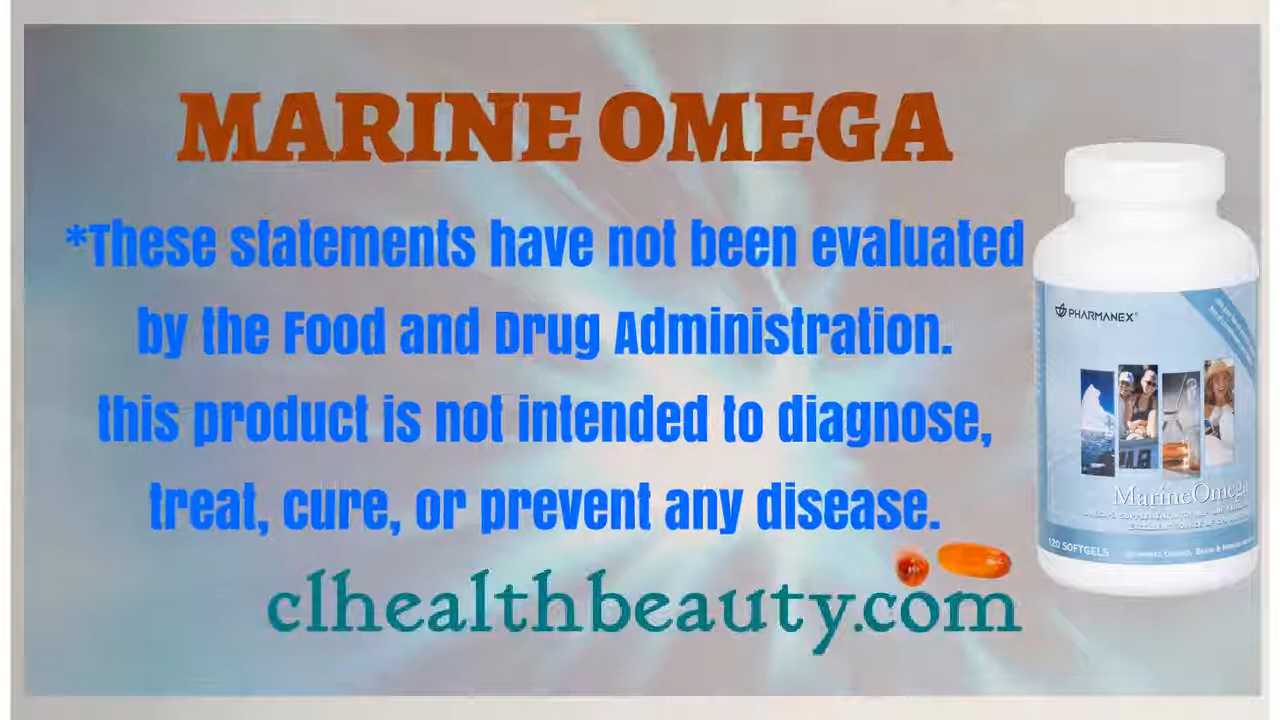 MARINE OMEGA
*These statements have not been evaluated
by the Food and Drug Administration.
this product is not intended to diagnose,
treat, cure, or prevent any disease.
clhealthbeauty.com
PHARMANEX®
MarineOmega
120 SOFTGELS